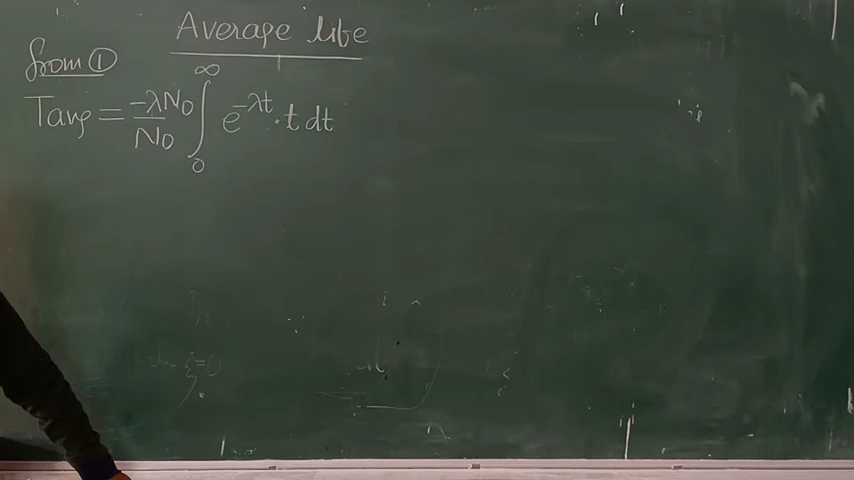 Average life
from ①
Tavg = -λN₀/N₀ ∫₀^∞ e^-λt · t dt